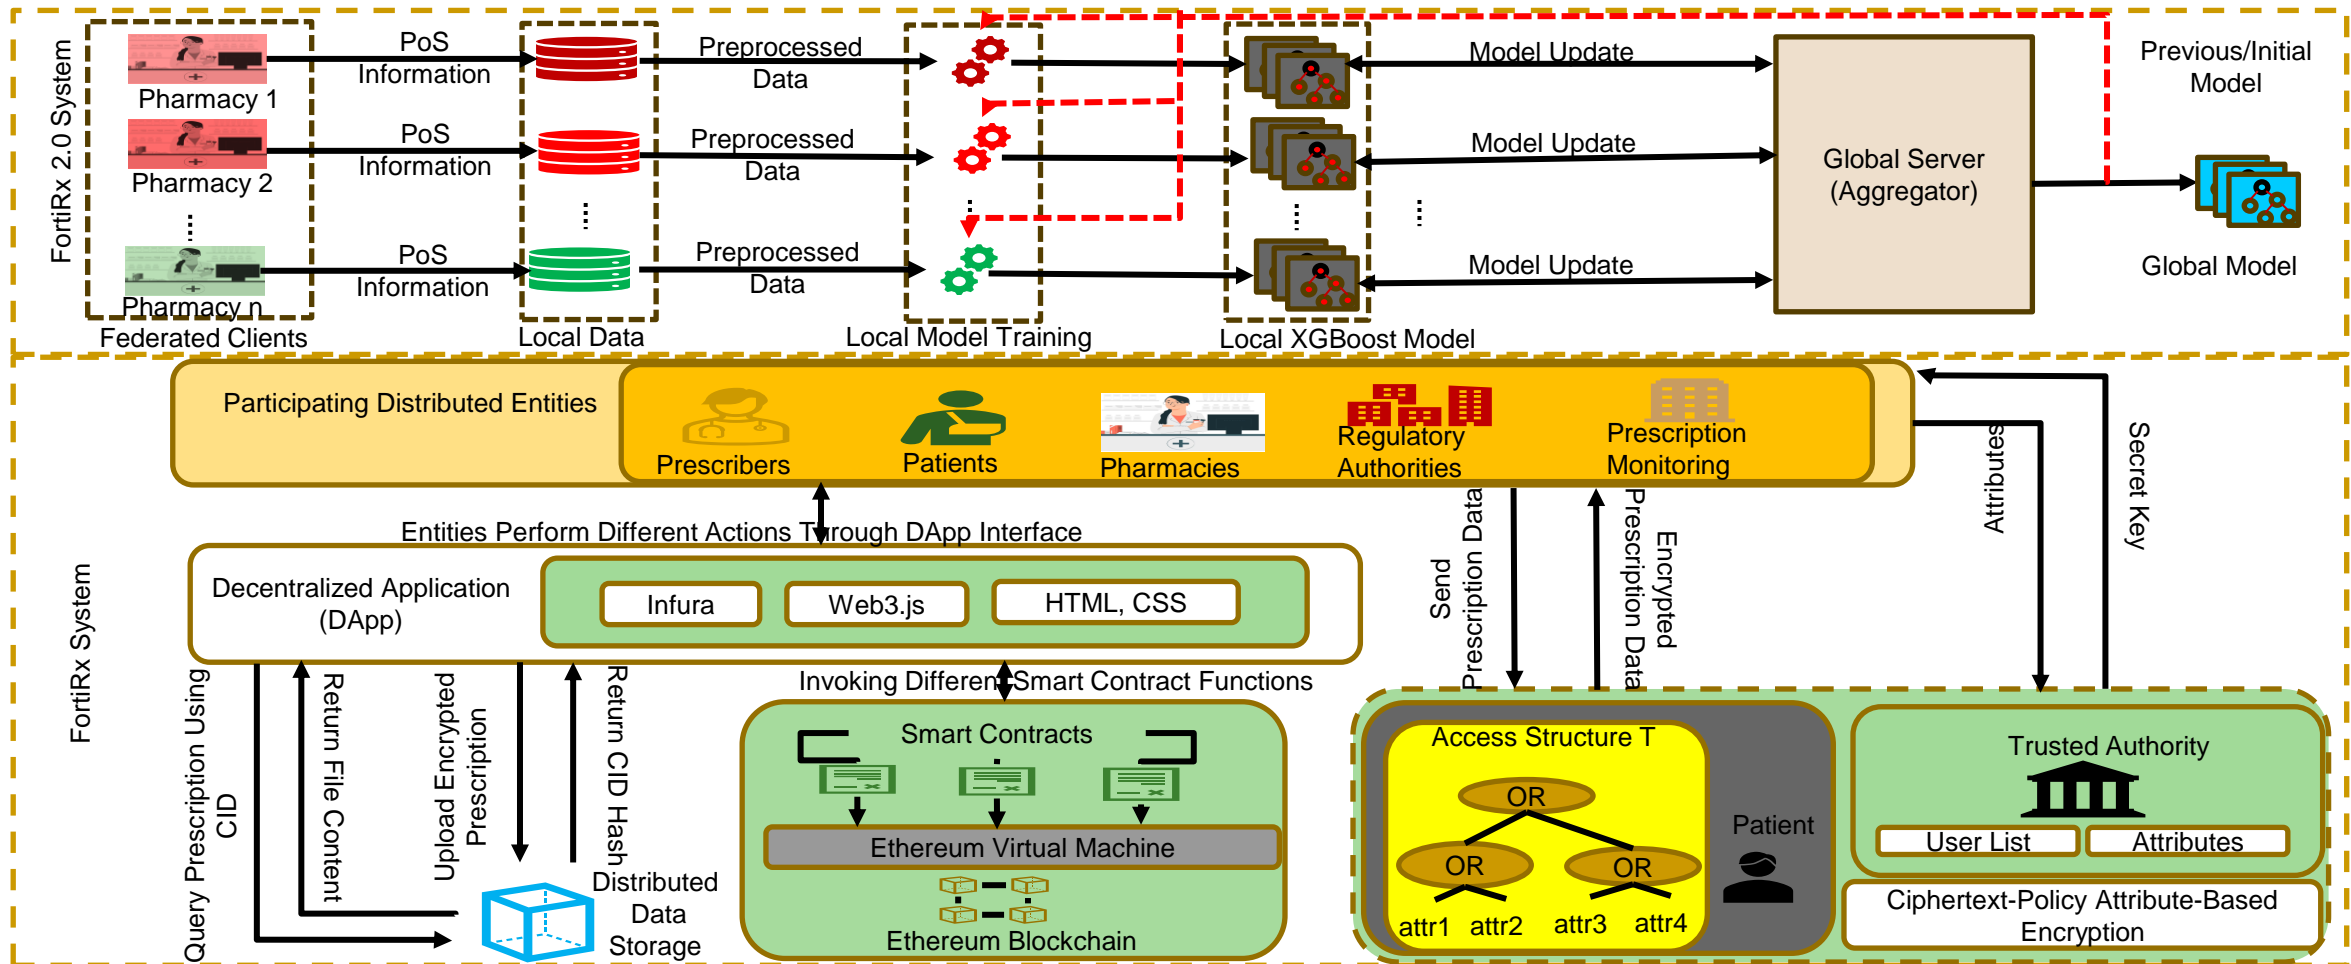 FortiRx 2.0 System
Pharmacy 1
Pharmacy 2
Pharmacy n
Federated Clients
PoS
Information
PoS
Information
PoS
Information
Local Data
Preprocessed
Data
Preprocessed
Data
Preprocessed
Data
Local Model Training
Local XGBoost Model
Model Update
Model Update
Model Update
Global Server
(Aggregator)
Previous/Initial
Model
Global Model
FortiRx System
Participating Distributed Entities
Prescribers
Patients
Pharmacies
Regulatory
Authorities
Prescription
Monitoring
Entities Perform Different Actions Through DApp Interface
Decentralized Application
(DApp)
Infura
Web3.js
HTML, CSS
Query Prescription Using
CID
Return File Content
Upload Encrypted
Prescription
Return CID Hash
Distributed
Data
Storage
Invoking Different Smart Contract Functions
Smart Contracts
Ethereum Virtual Machine
Ethereum Blockchain
Send
Prescription Data
Encrypted
Prescription Data
Attributes
Secret Key
Access Structure T
OR
OR
OR
attr1
attr2
attr3
attr4
Patient
Trusted Authority
User List
Attributes
Ciphertext-Policy Attribute-Based
Encryption